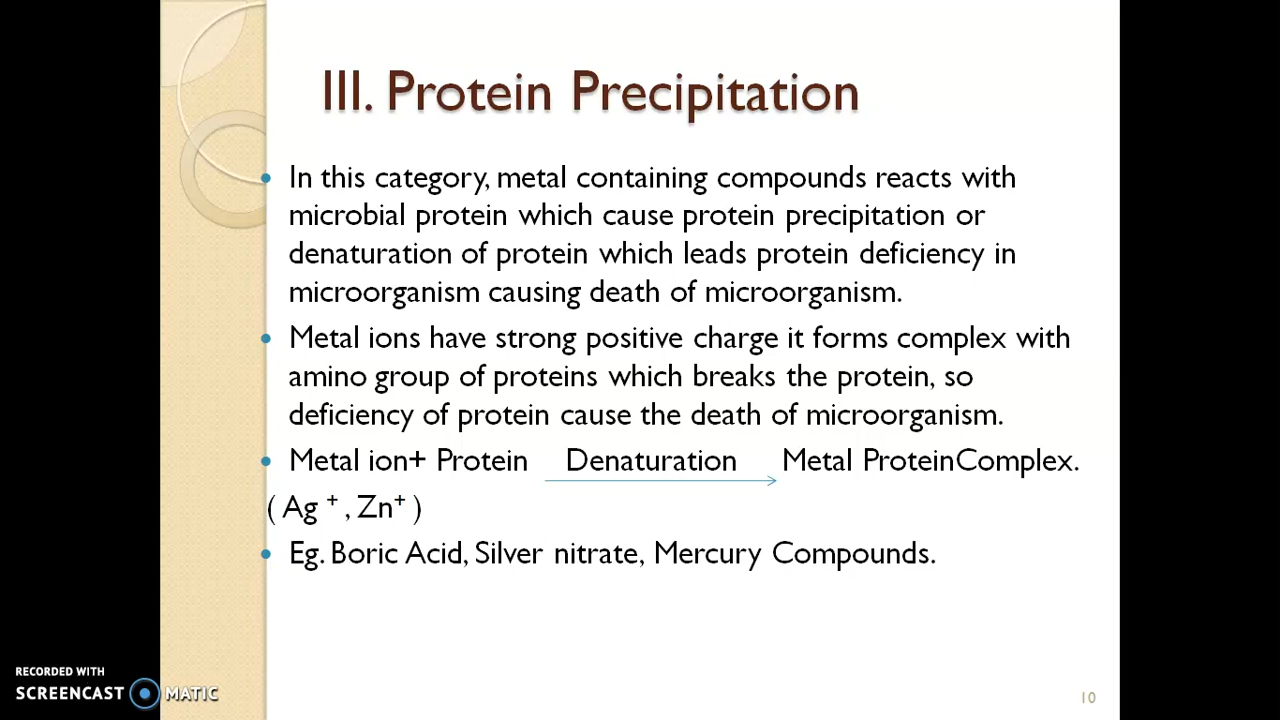 III. Protein Precipitation
• In this category, metal containing compounds reacts with
microbial protein which cause protein precipitation or
denaturation of protein which leads protein deficiency in
microorganism causing death of microorganism.
• Metal ions have strong positive charge it forms complex with
amino group of proteins which breaks the protein, so
deficiency of protein cause the death of microorganism.
• Metal ion+ Protein Denaturation Metal ProteinComplex.
( Ag ⁺ , Zn⁺ )
• Eg. Boric Acid, Silver nitrate, Mercury Compounds.
RECORDED WITH
SCREENCAST MATIC
10